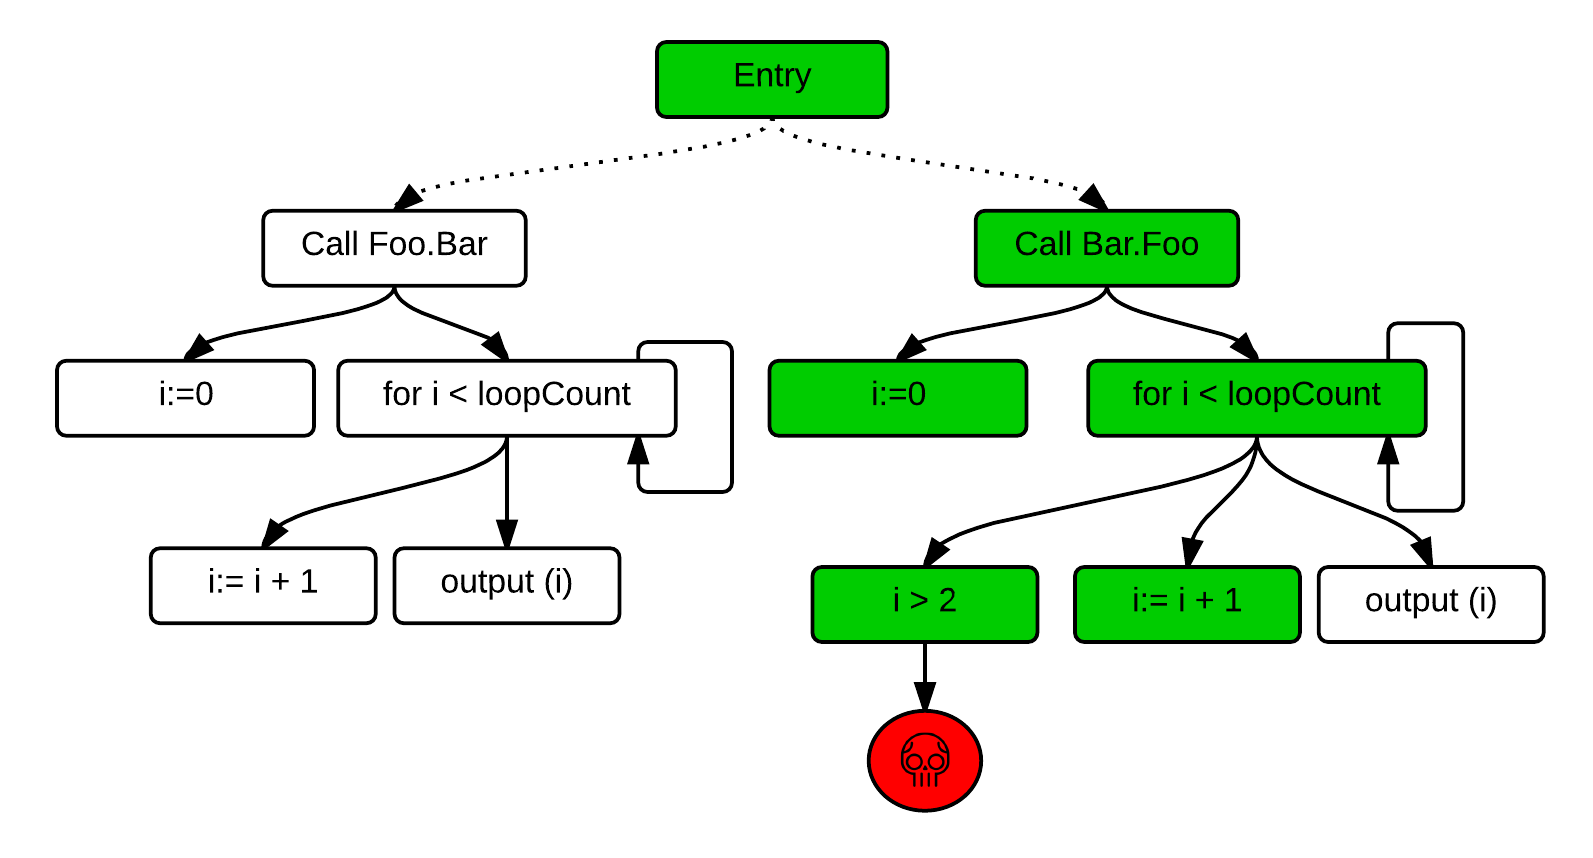 Entry
Call Foo.Bar
Call Bar.Foo
i:=0
for i < loopCount
i:=0
for i < loopCount
i:= i + 1
output (i)
i > 2
i:= i + 1
output (i)